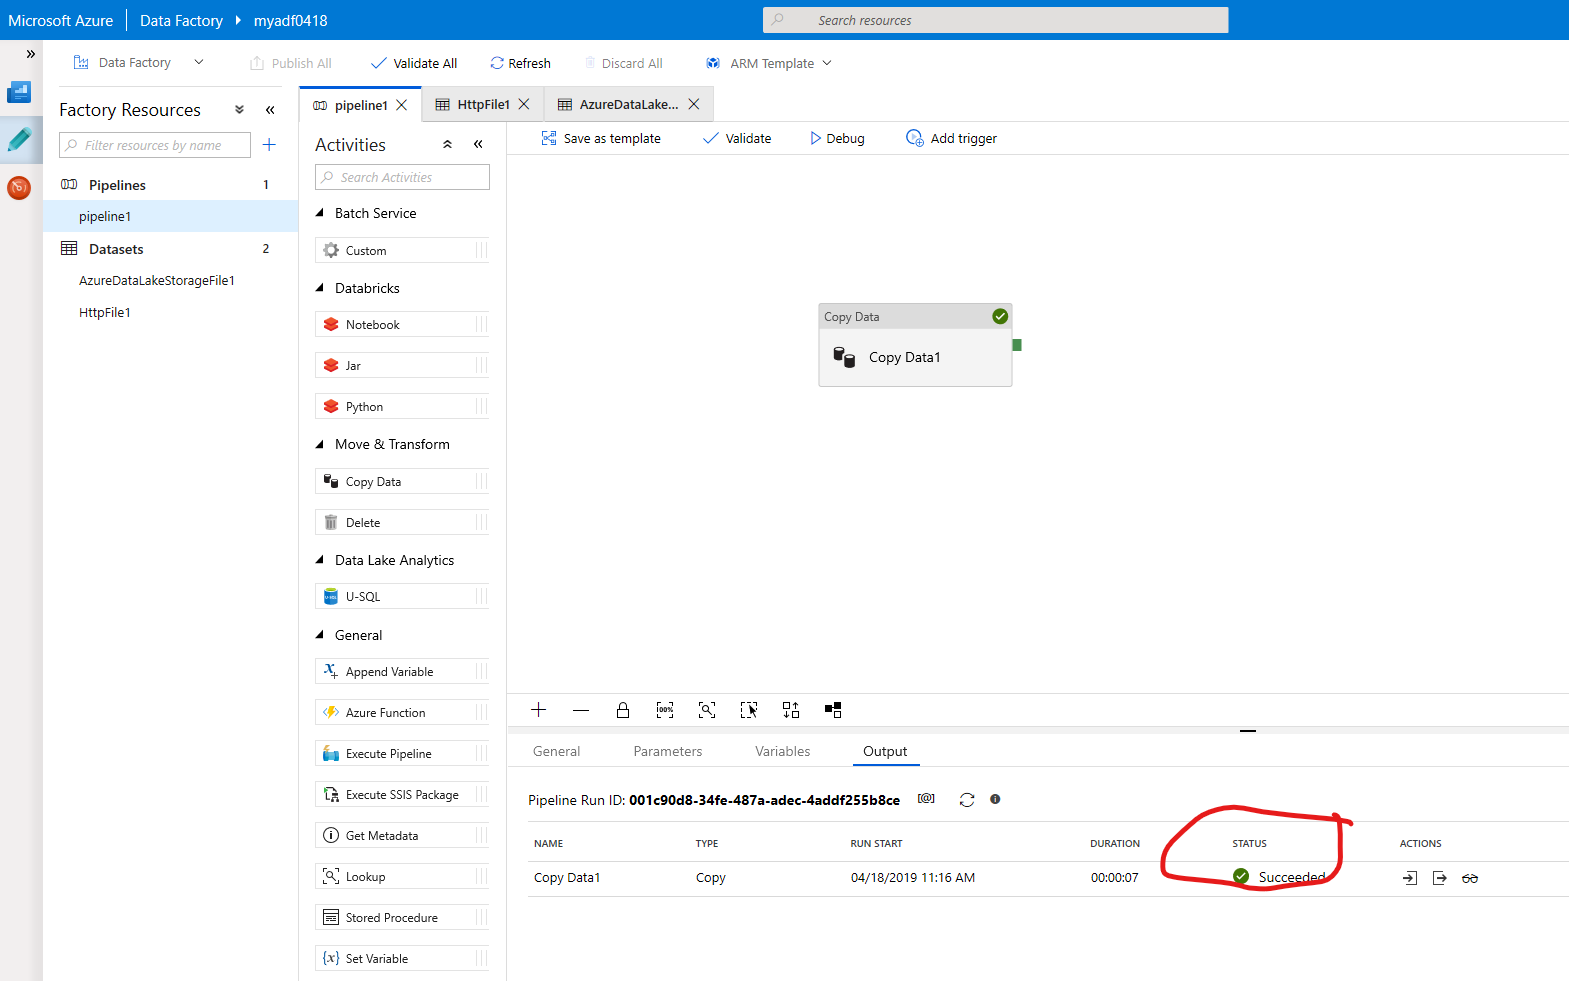 Microsoft Azure Data Factory myadf0418 Search resources
Data Factory Publish All Validate All Refresh Discard All ARM Template
Factory Resources
Filter resources by name
Pipelines 1
pipeline1
Datasets 2
AzureDataLakeStorageFile1
HttpFile1
pipeline1 HttpFile1 AzureDataLake...
Activities
Search Activities
Batch Service
Custom
Databricks
Notebook
Jar
Python
Move & Transform
Copy Data
Delete
Data Lake Analytics
U-SQL
General
Append Variable
Azure Function
Execute Pipeline
Execute SSIS Package
Get Metadata
Lookup
Stored Procedure
{x} Set Variable
Save as template Validate Debug Add trigger
Copy Data
Copy Data1
100%
General Parameters Variables Output
Pipeline Run ID: 001c90d8-34fe-487a-adec-4addf255b8ce [@]
NAME TYPE RUN START DURATION STATUS ACTIONS
Copy Data1 Copy 04/18/2019 11:16 AM 00:00:07 Succeeded